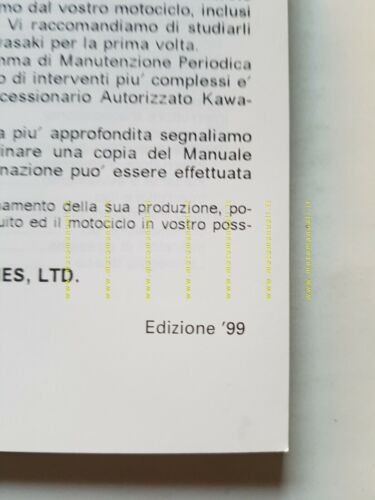 mo dal vostro motociclo, inclusi
Vi raccomandiamo di studiarli
wasaki per la prima volta.
mma di Manutenzione Periodica
o di interventi piu' complessi e'
cessionario Autorizzato Kawa-
a piu' approfondita segnaliamo
inare una copia del Manuale
nazione puo' essere effettuata
namento della sua produzione, po-
uito ed il motociclo in vostro poss-
IES, LTD.
Edizione '99